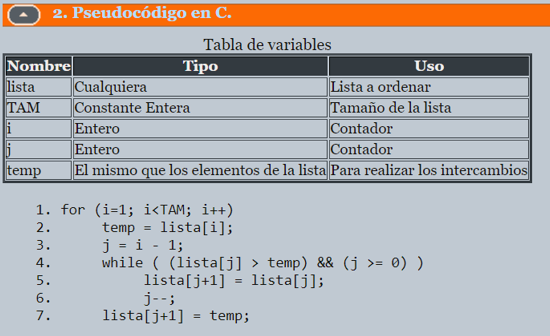 2. Pseudocódigo en C.
Tabla de variables
Nombre Tipo Uso
lista Cualquiera Lista a ordenar
TAM Constante Entera Tamaño de la lista
i Entero Contador
j Entero Contador
temp El mismo que los elementos de la lista Para realizar los intercambios
1. for (i=1; i<TAM; i++)
2. temp = lista[i];
3. j = i - 1;
4. while ( (lista[j] > temp) && (j >= 0) )
5. lista[j+1] = lista[j];
6. j--;
7. lista[j+1] = temp;